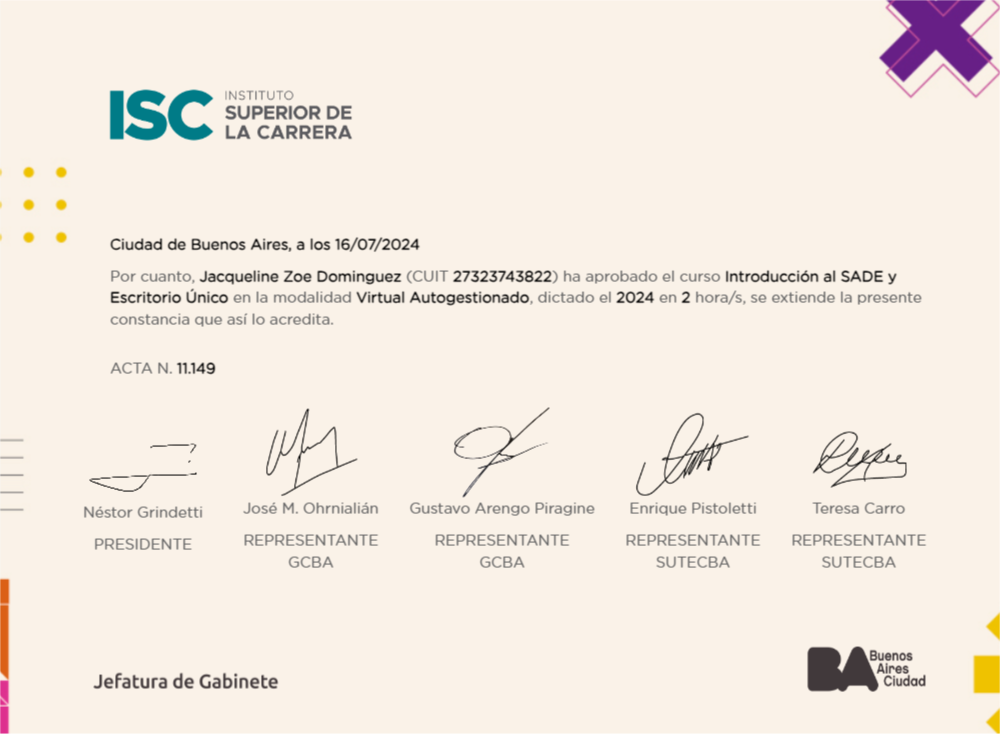 ISC INSTITUTO
SUPERIOR DE
LA CARRERA
Ciudad de Buenos Aires, a los 16/07/2024
Por cuanto, Jacqueline Zoe Dominguez (CUIT 27323743822) ha aprobado el curso Introducción al SADE y
Escritorio Único en la modalidad Virtual Autogestionado, dictado el 2024 en 2 hora/s, se extiende la presente
constancia que así lo acredita.
ACTA N. 11.149
Néstor Grindetti
PRESIDENTE
José M. Ohrnialián
REPRESENTANTE
GCBA
Gustavo Arengo Piragine
REPRESENTANTE
GCBA
Enrique Pistoletti
REPRESENTANTE
SUTECBA
Teresa Carro
REPRESENTANTE
SUTECBA
Jefatura de Gabinete
BA Buenos
Aires
Ciudad